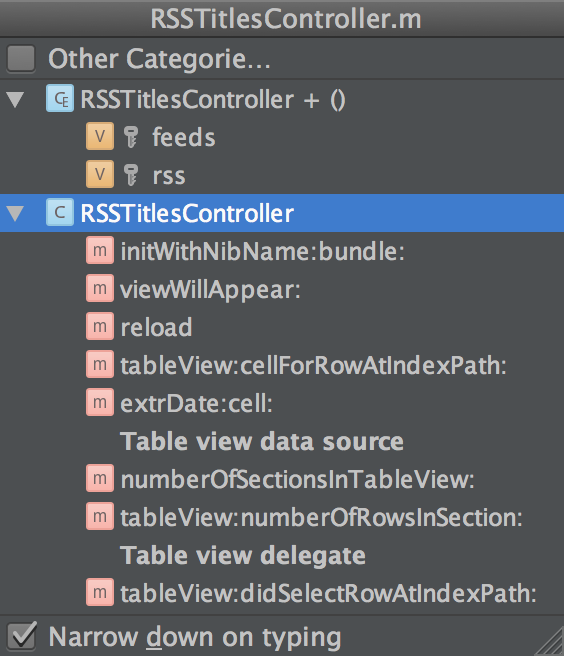 RSSTitlesController.m
Other Categorie...
CE RSSTitlesController + ()
V feeds
V rss
C RSSTitlesController
m initWithNibName:bundle:
m viewWillAppear:
m reload
m tableView:cellForRowAtIndexPath:
m extrDate:cell:
Table view data source
m numberOfSectionsInTableView:
m tableView:numberOfRowsInSection:
Table view delegate
m tableView:didSelectRowAtIndexPath:
Narrow down on typing